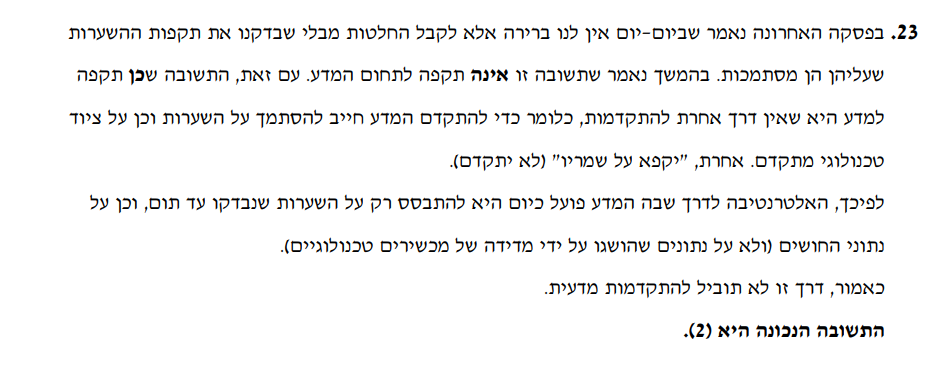 23. בפסקה האחרונה נאמר שביום-יום אין לנו ברירה אלא לקבל החלטות מבלי שבדקנו את תקפות ההשערות
שעליהן הן מסתמכות. בהמשך נאמר שתשובה זו אינה תקפה לתחום המדע. עם זאת, התשובה שכן תקפה
למדע היא שאין דרך אחרת להתקדמות, כלומר כדי להתקדם המדע חייב להסתמך על השערות וכן על ציוד
טכנולוגי מתקדם. אחרת, "יקפא על שמריו" (לא יתקדם).
לפיכך, האלטרנטיבה לדרך שבה המדע פועל כיום היא להתבסס רק על השערות שנבדקו עד תום, וכן על
נתוני החושים (ולא על נתונים שהושגו על ידי מדידה של מכשירים טכנולוגיים).
כאמור, דרך זו לא תוביל להתקדמות מדעית.
התשובה הנכונה היא (2).